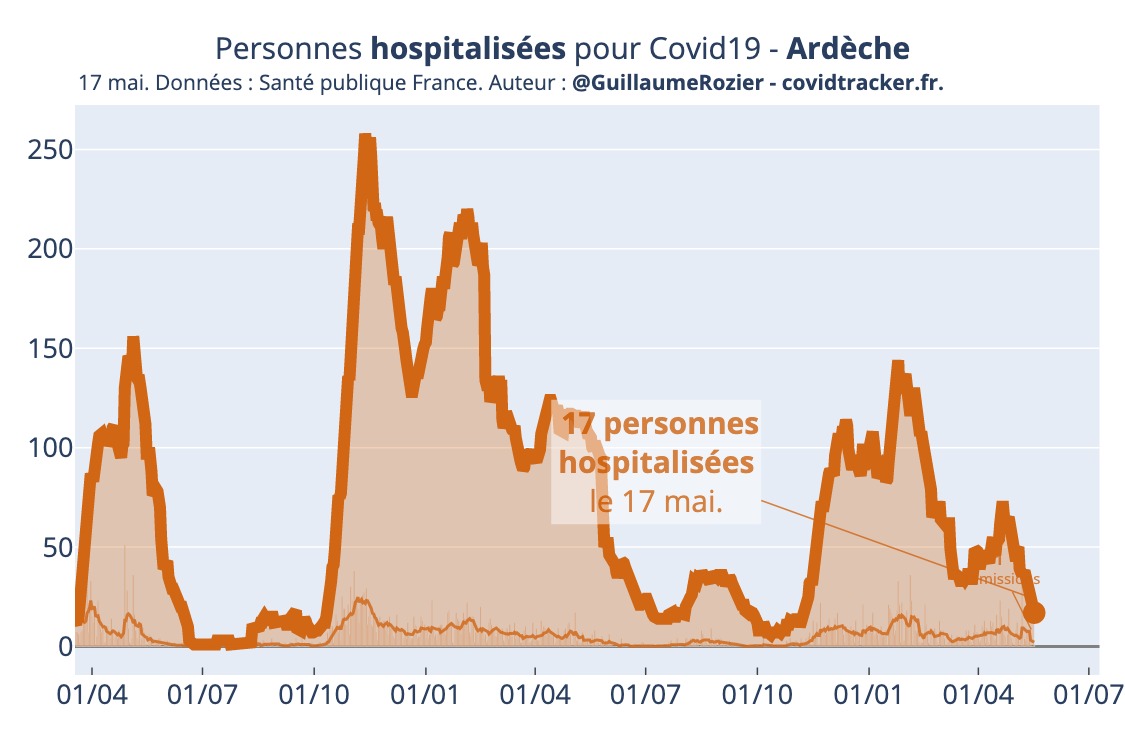 Personnes hospitalisées pour Covid19 - Ardèche
17 mai. Données : Santé publique France. Auteur : @GuillaumeRozier - covidtracker.fr.
250
200
150
100
50
0
17 personnes
hospitalisées
le 17 mai.
01/04 01/07 01/10 01/01 01/04 01/07 01/10 01/01 01/04 01/07